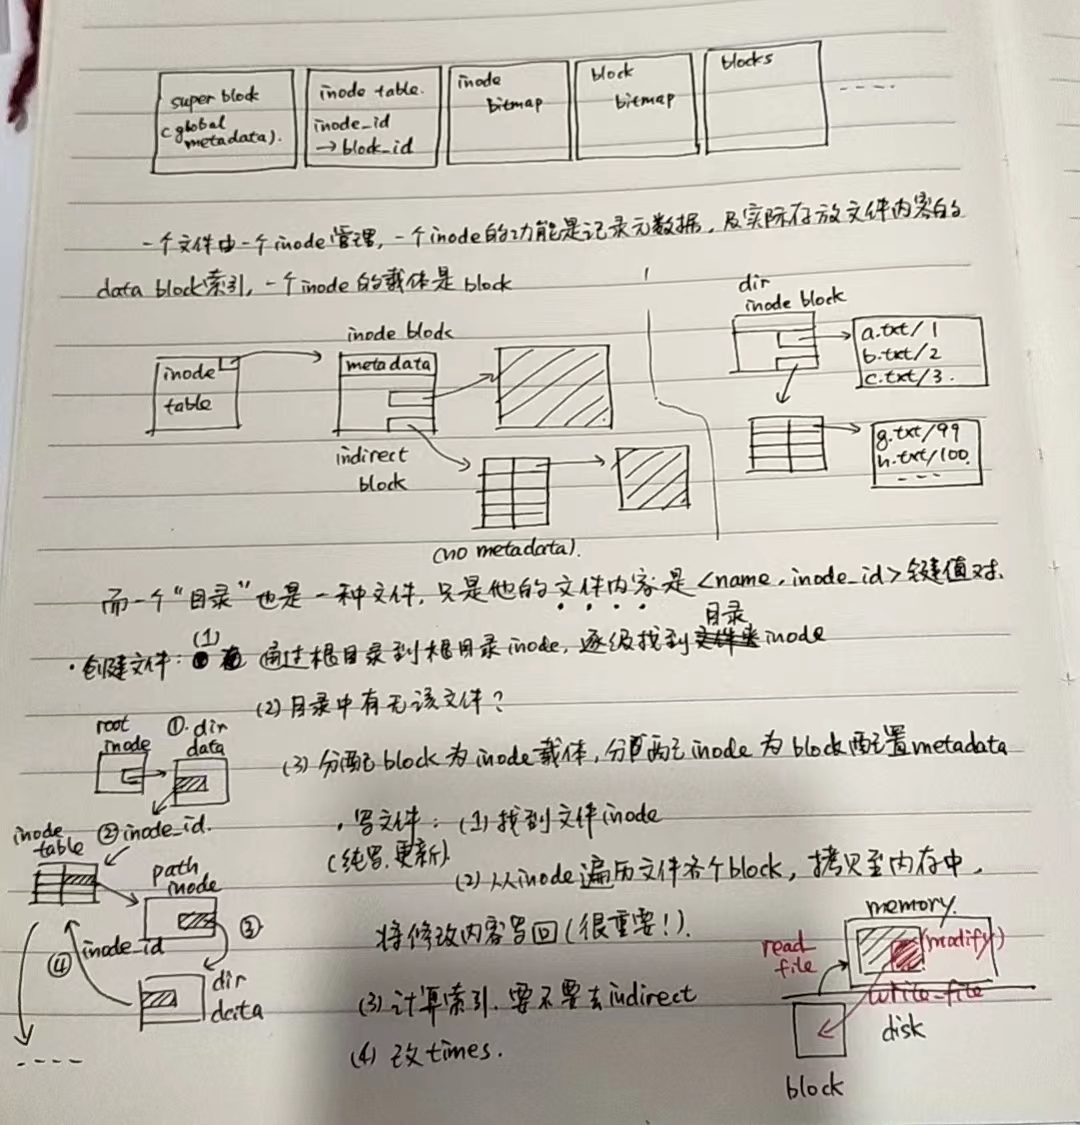 super block
(global
metadata).
inode table.
inode_id
→ block_id
inode
bitmap
block
bitmap
blocks
一个文件由一个inode管理,一个inode的功能是记录元数据,及实际存放文件内容的
data block索引,一个inode的载体是block
inode
table
inode block
metadata
indirect
block
(no metadata).
dir
inode block
a.txt/1
b.txt/2
c.txt/3.
g.txt/99
h.txt/100.
而一个“目录”也是一种文件,只是他的文件内容是<name,inode_id>键值对.
·创建文件:(1) 通过根目录到根目录inode,逐级找到目录inode
(2)目录中有无该文件?
(3)分配block为inode载体,分配inode为block配置metadata
root
inode
①.dir
data
②inode_id.
inode
table
path
inode
③
④
inode_id
dir
data
·写文件:(1)找到文件inode
(纯写,更新)
(2)从inode遍历文件各个block,拷贝至内存中,
将修改内容写回(很重要!).
(3)计算索引.要不要去indirect
(4)改times.
memory.
read
file
(modify)
write-file
disk
block